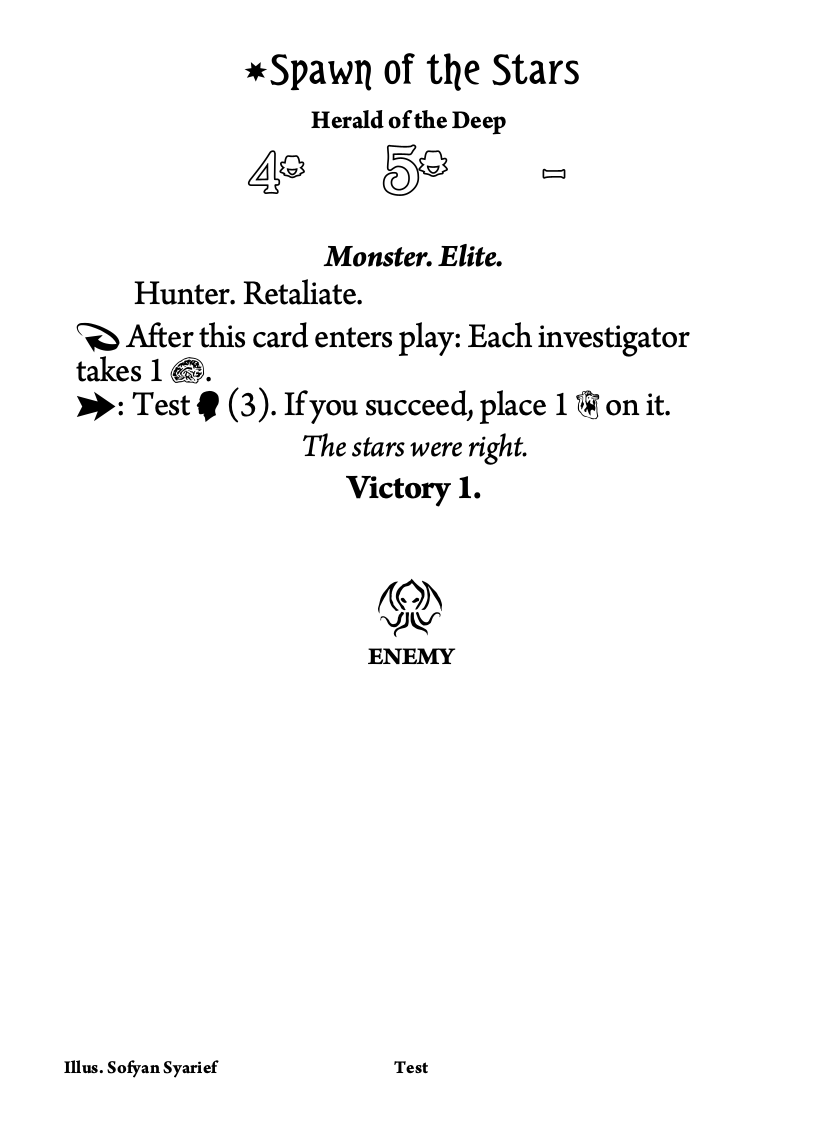 Spawn of the Stars
Herald of the Deep
4 5 –
Monster. Elite.
Hunter. Retaliate.
After this card enters play: Each investigator
takes 1 .
: Test (3). If you succeed, place 1 on it.
The stars were right.
Victory 1.
ENEMY
Illus. Sofyan Syarief Test